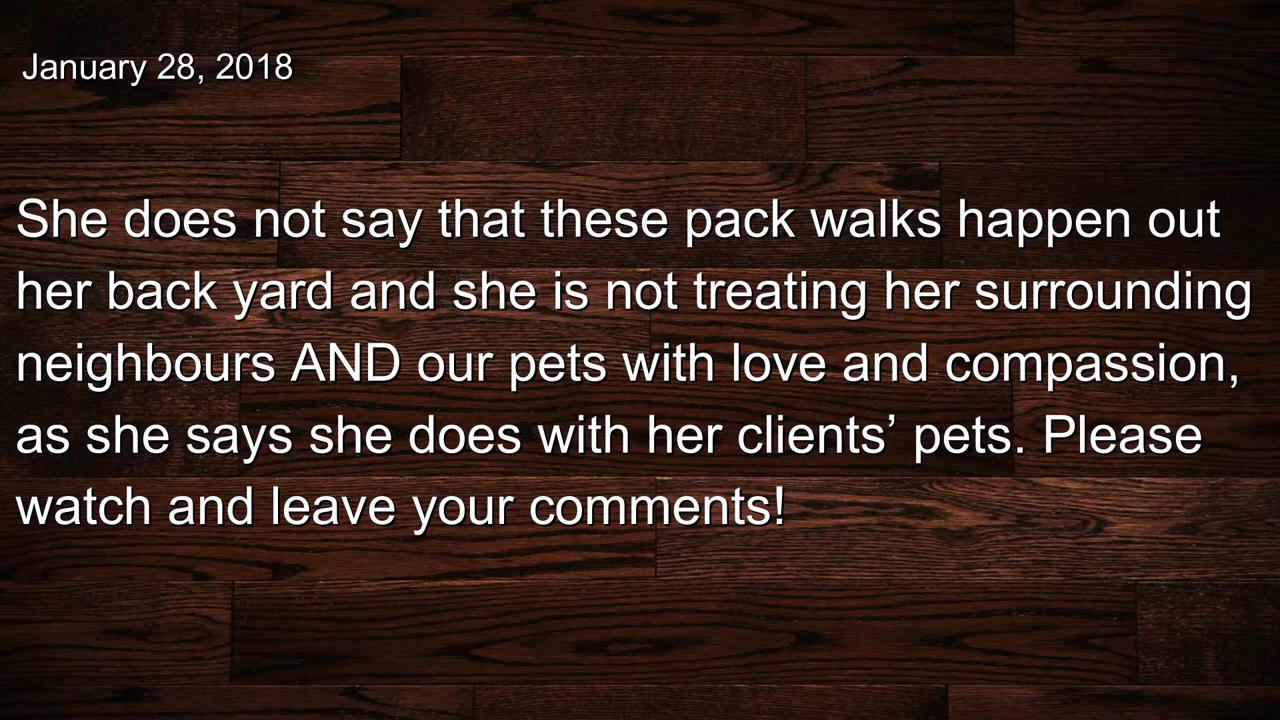 January 28, 2018
She does not say that these pack walks happen out
her back yard and she is not treating her surrounding
neighbours AND our pets with love and compassion,
as she says she does with her clients’ pets. Please
watch and leave your comments!